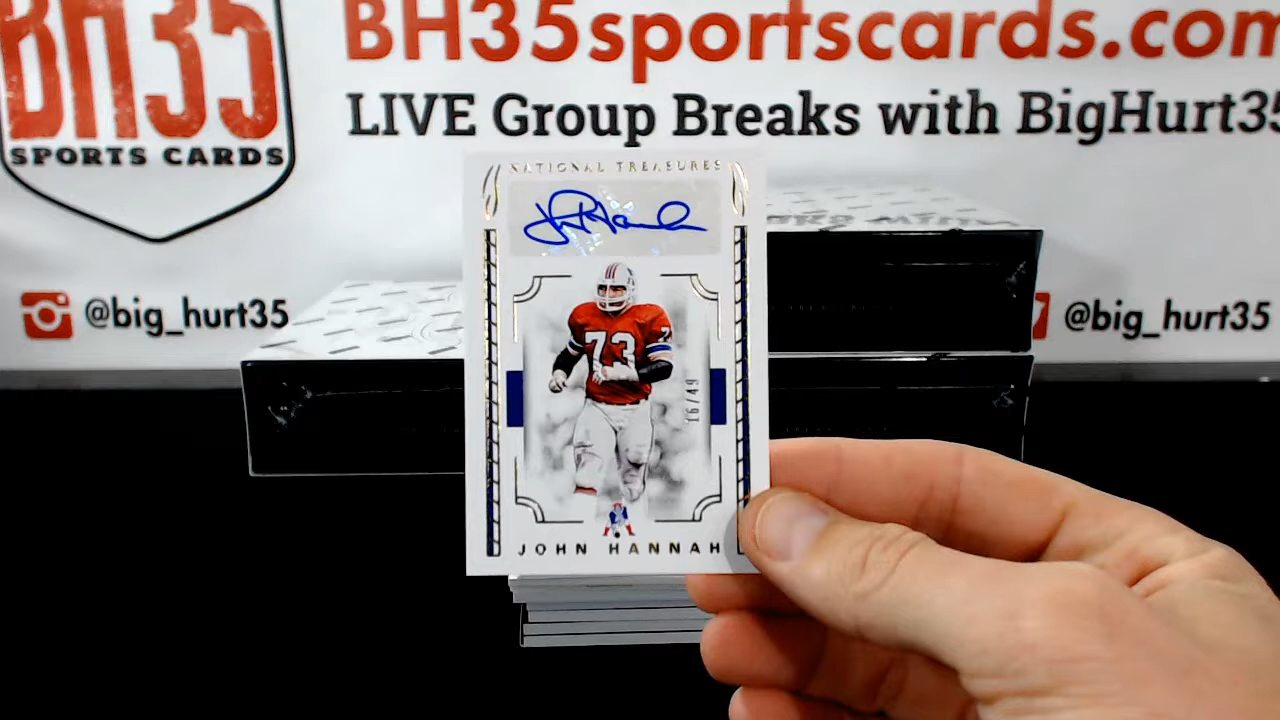 BH35
SPORTS CARDS
BH35sportscards.com
LIVE Group Breaks with BigHurt35
@big_hurt35
@big_hurt35
NATIONAL TREASURES
73
16/49
JOHN HANNAH